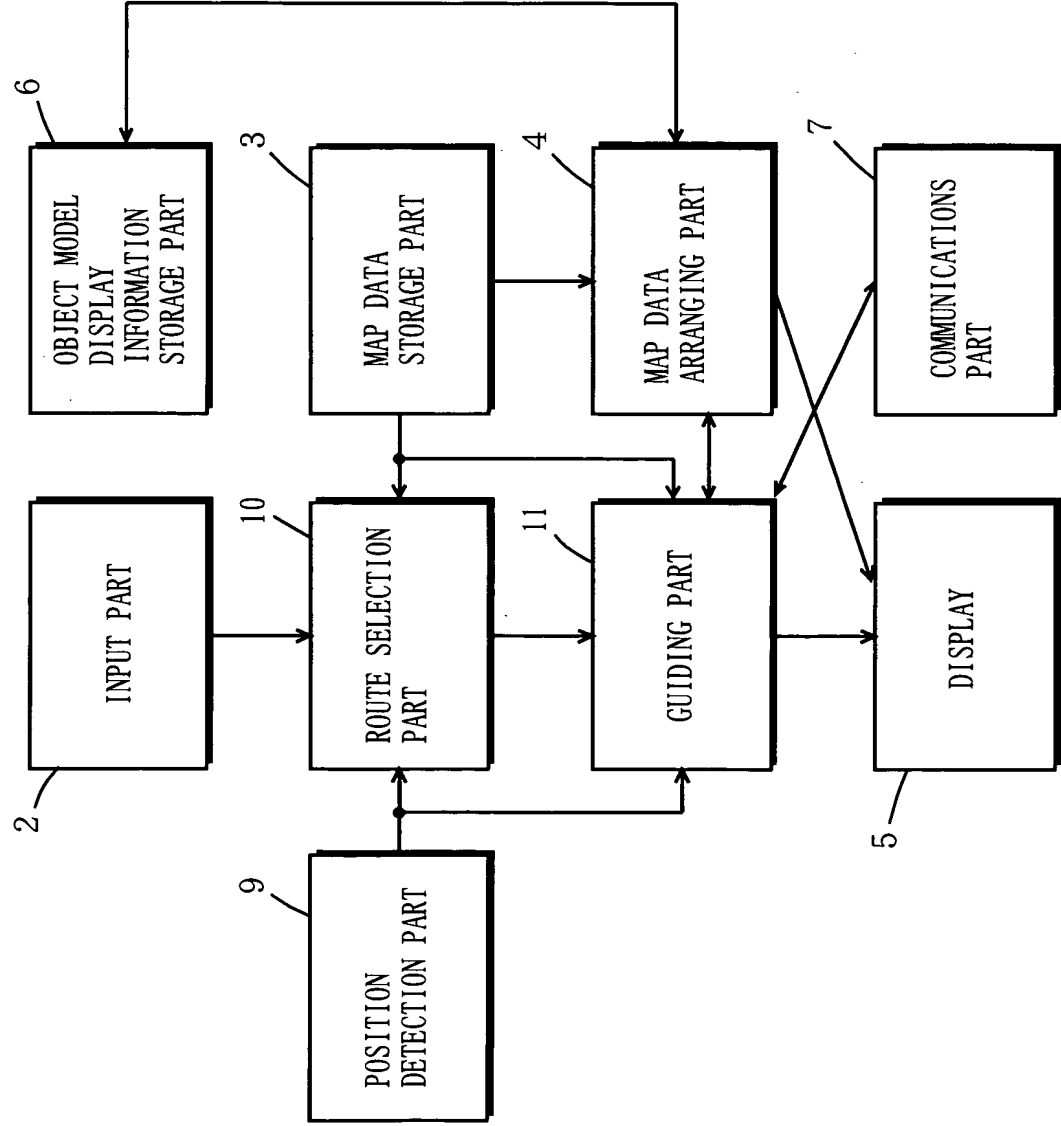 6
OBJECT MODEL
DISPLAY
INFORMATION
STORAGE PART
3
MAP DATA
STORAGE PART
4
MAP DATA
ARRANGING PART
7
COMMUNICATIONS
PART
2
INPUT PART
10
ROUTE SELECTION
PART
11
GUIDING PART
5
DISPLAY
9
POSITION
DETECTION PART